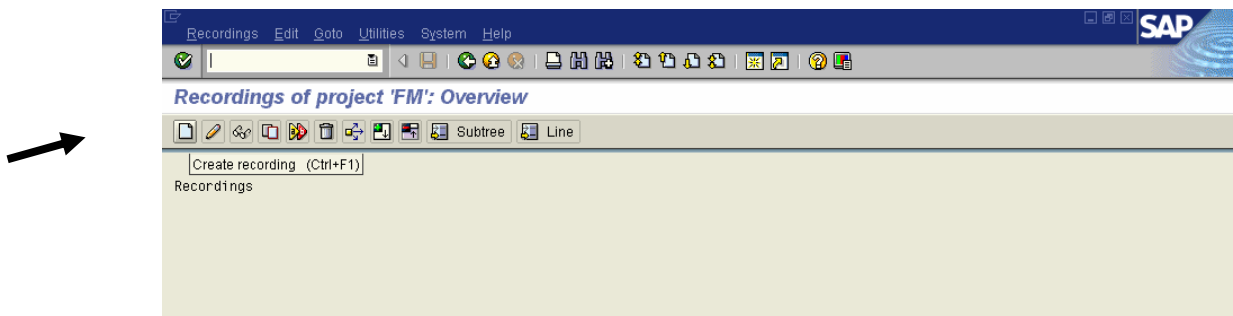 Recordings Edit Goto Utilities System Help
SAP
Recordings of project 'FM': Overview
Subtree Line
Create recording (Ctrl+F1)
Recordings